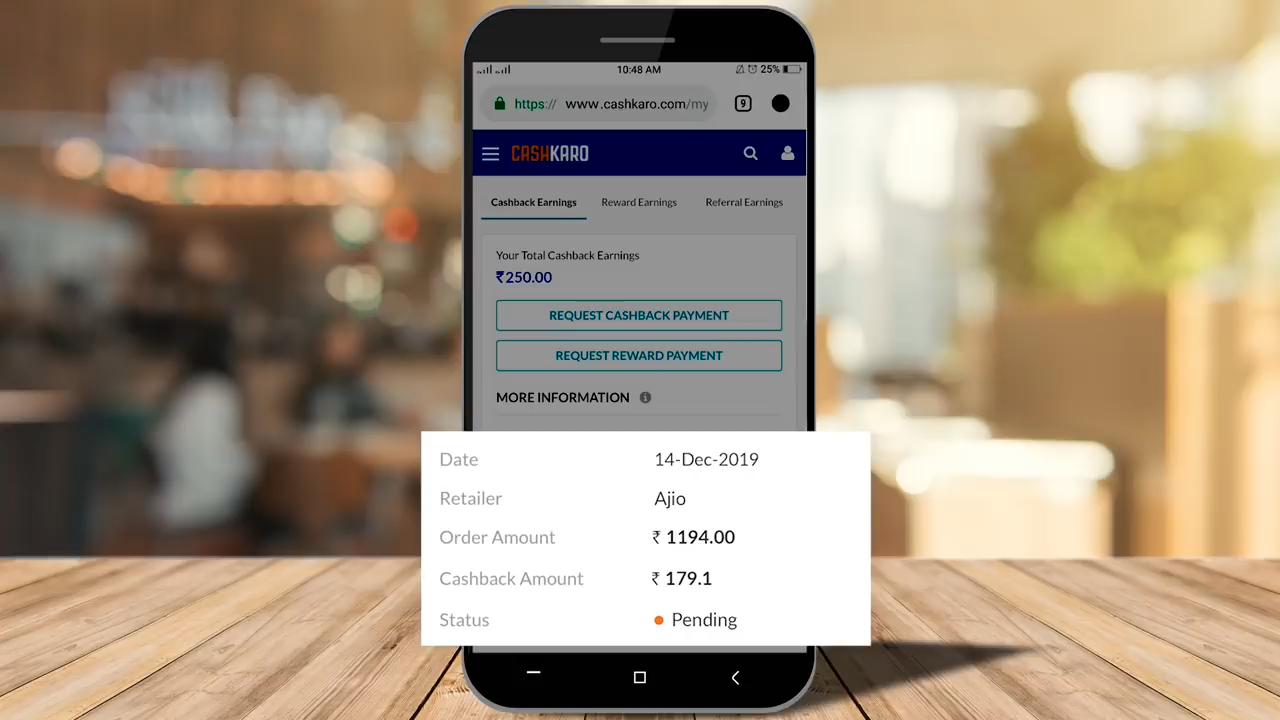 10:48 AM 25%
https:// www.cashkaro.com/my 9
CASHKARO
Cashback Earnings Reward Earnings Referral Earnings
Your Total Cashback Earnings
₹250.00
REQUEST CASHBACK PAYMENT
REQUEST REWARD PAYMENT
MORE INFORMATION
Date 14-Dec-2019
Retailer Ajio
Order Amount ₹ 1194.00
Cashback Amount ₹ 179.1
Status Pending